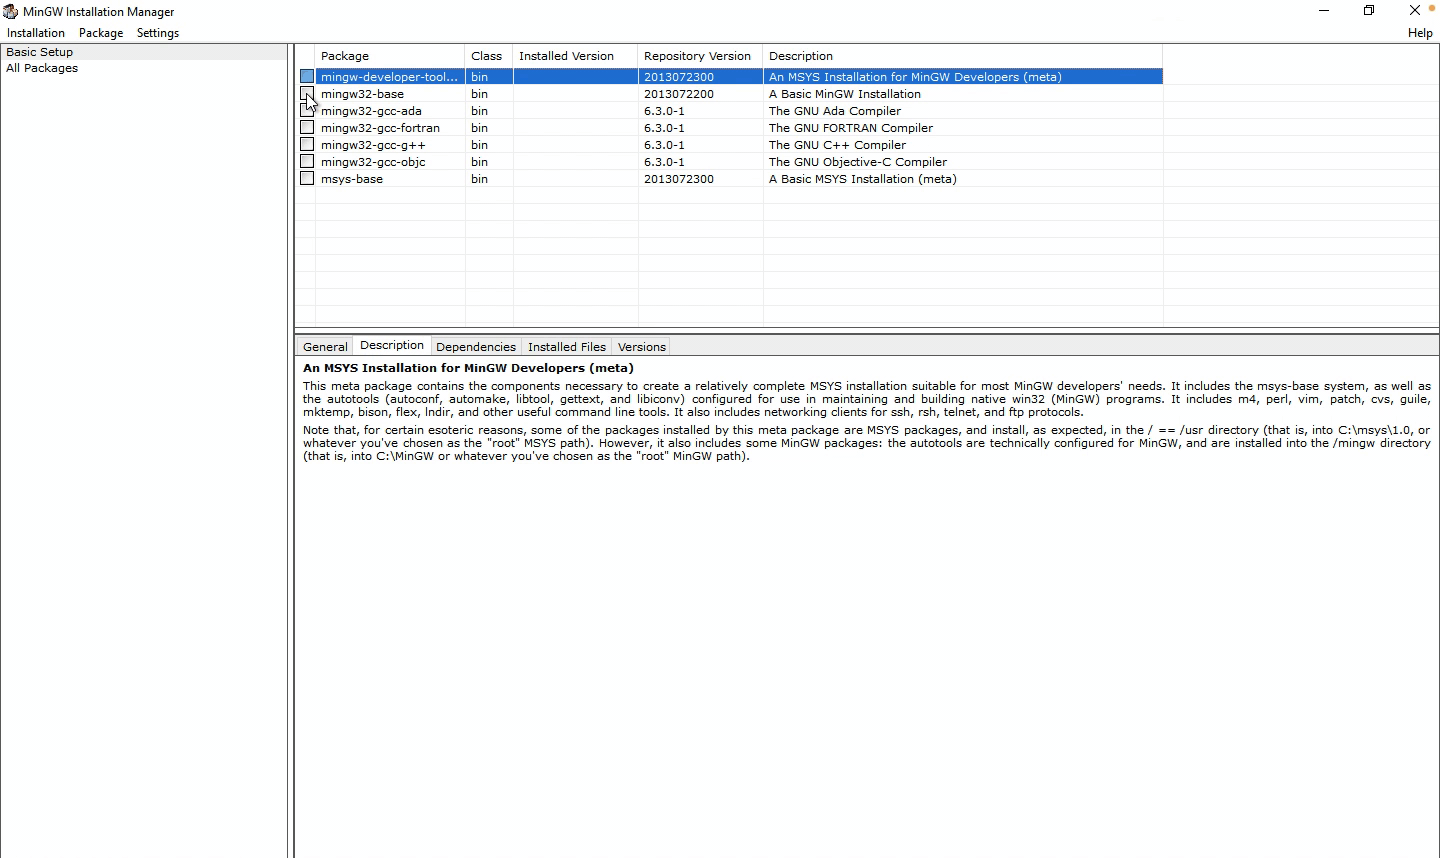 MinGW Installation Manager
Installation Package Settings Help
Basic Setup
All Packages
Package Class Installed Version Repository Version Description
mingw-developer-tool... bin 2013072300 An MSYS Installation for MinGW Developers (meta)
mingw32-base bin 2013072200 A Basic MinGW Installation
mingw32-gcc-ada bin 6.3.0-1 The GNU Ada Compiler
mingw32-gcc-fortran bin 6.3.0-1 The GNU FORTRAN Compiler
mingw32-gcc-g++ bin 6.3.0-1 The GNU C++ Compiler
mingw32-gcc-objc bin 6.3.0-1 The GNU Objective-C Compiler
msys-base bin 2013072300 A Basic MSYS Installation (meta)
General Description Dependencies Installed Files Versions
An MSYS Installation for MinGW Developers (meta)
This meta package contains the components necessary to create a relatively complete MSYS installation suitable for most MinGW developers' needs. It includes the msys-base system, as well as
the autotools (autoconf, automake, libtool, gettext, and libiconv) configured for use in maintaining and building native win32 (MinGW) programs. It includes m4, perl, vim, patch, cvs, guile,
mktemp, bison, flex, lndir, and other useful command line tools. It also includes networking clients for ssh, rsh, telnet, and ftp protocols.
Note that, for certain esoteric reasons, some of the packages installed by this meta package are MSYS packages, and install, as expected, in the / == /usr directory (that is, into C:\msys\1.0, or
whatever you've chosen as the "root" MSYS path). However, it also includes some MinGW packages: the autotools are technically configured for MinGW, and are installed into the /mingw directory
(that is, into C:\MinGW or whatever you've chosen as the "root" MinGW path).